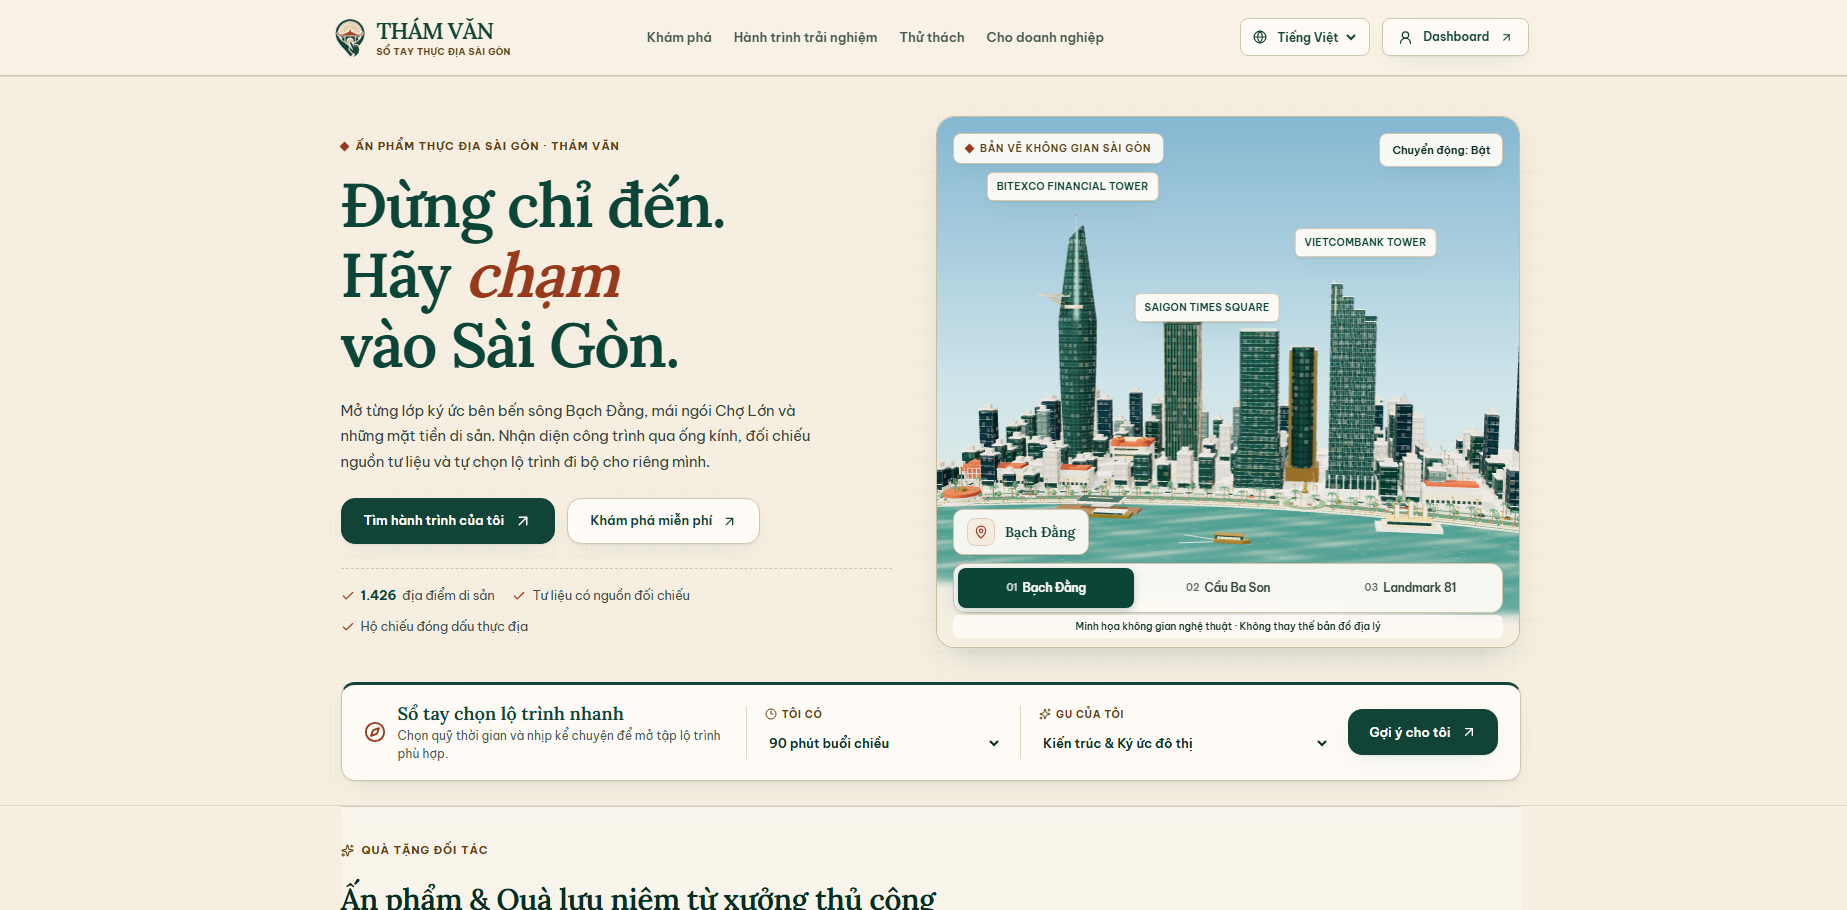 THÁM VĂN
SỔ TAY THỰC ĐỊA SÀI GÒN
Khám phá
Hành trình trải nghiệm
Thử thách
Cho doanh nghiệp
Tiếng Việt
Dashboard
ẤN PHẨM THỰC ĐỊA SÀI GÒN · THÁM VĂN
Đừng chỉ đến.
Hãy chạm
vào Sài Gòn.
Mở từng lớp ký ức bên bến sông Bạch Đằng, mái ngói Chợ Lớn và
những mặt tiền di sản. Nhận diện công trình qua ống kính, đối chiếu
nguồn tư liệu và tự chọn lộ trình đi bộ cho riêng mình.
Tìm hành trình của tôi
Khám phá miễn phí
1.426 địa điểm di sản
Tư liệu có nguồn đối chiếu
Hộ chiếu đóng dấu thực địa
BẢN VẼ KHÔNG GIAN SÀI GÒN
Chuyển động: Bật
BITEXCO FINANCIAL TOWER
VIETCOMBANK TOWER
SAIGON TIMES SQUARE
Bạch Đằng
01 Bạch Đằng
02 Cầu Ba Son
03 Landmark 81
Minh họa không gian nghệ thuật · Không thay thế bản đồ địa lý
Sổ tay chọn lộ trình nhanh
Chọn quỹ thời gian và nhịp kể chuyện để mở tập lộ trình
phù hợp.
TÔI CÓ
90 phút buổi chiều
GU CỦA TÔI
Kiến trúc & Ký ức đô thị
Gợi ý cho tôi
QUÀ TẶNG ĐỐI TÁC
Ấn phẩm & Quà lưu niệm từ xưởng thủ công